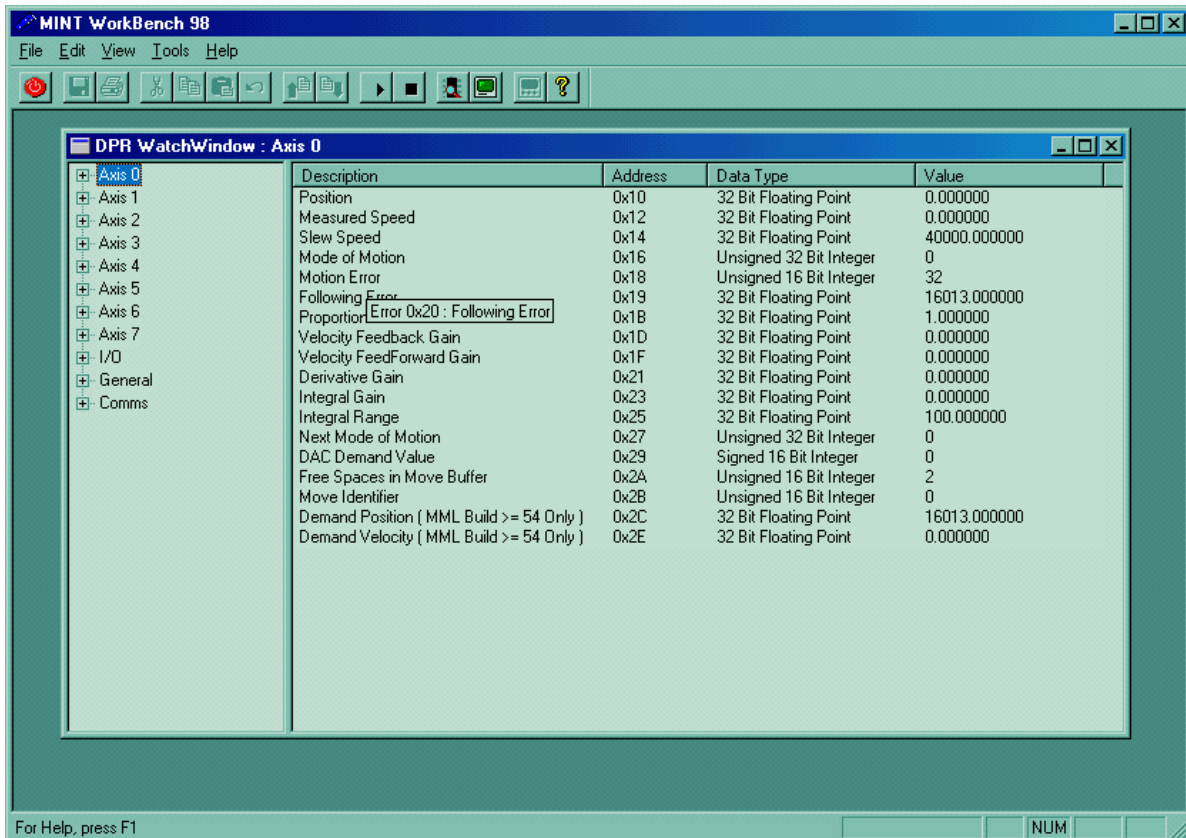 MINT WorkBench 98
File Edit View Tools Help
DPR WatchWindow : Axis 0
Axis 0
Axis 1
Axis 2
Axis 3
Axis 4
Axis 5
Axis 6
Axis 7
I/O
General
Comms
Description Address Data Type Value
Position 0x10 32 Bit Floating Point 0.000000
Measured Speed 0x12 32 Bit Floating Point 0.000000
Slew Speed 0x14 32 Bit Floating Point 40000.000000
Mode of Motion 0x16 Unsigned 32 Bit Integer 0
Motion Error 0x18 Unsigned 16 Bit Integer 32
Following Error 0x19 32 Bit Floating Point 16013.000000
Error 0x20 : Following Error
Proportion 0x1B 32 Bit Floating Point 1.000000
Velocity Feedback Gain 0x1D 32 Bit Floating Point 0.000000
Velocity FeedForward Gain 0x1F 32 Bit Floating Point 0.000000
Derivative Gain 0x21 32 Bit Floating Point 0.000000
Integral Gain 0x23 32 Bit Floating Point 0.000000
Integral Range 0x25 32 Bit Floating Point 100.000000
Next Mode of Motion 0x27 Unsigned 32 Bit Integer 0
DAC Demand Value 0x29 Signed 16 Bit Integer 0
Free Spaces in Move Buffer 0x2A Unsigned 16 Bit Integer 2
Move Identifier 0x2B Unsigned 16 Bit Integer 0
Demand Position ( MML Build >= 54 Only ) 0x2C 32 Bit Floating Point 16013.000000
Demand Velocity ( MML Build >= 54 Only ) 0x2E 32 Bit Floating Point 0.000000
For Help, press F1
NUM